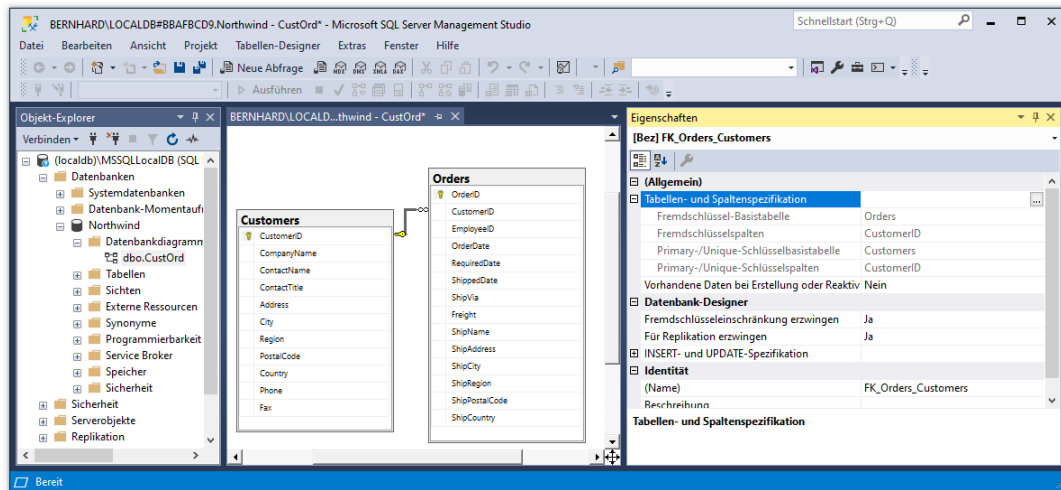 BERNHARD\LOCALDB#BBAFBCD9.Northwind - CustOrd* - Microsoft SQL Server Management Studio
Schnellstart (Strg+Q)
Datei Bearbeiten Ansicht Projekt Tabellen-Designer Extras Fenster Hilfe
Neue Abfrage MDX DMX XMLA DAX
Ausführen
Objekt-Explorer
Verbinden
(localdb)\MSSQLLocalDB (SQL
Datenbanken
Systemdatenbanken
Datenbank-Momentaufn
Northwind
Datenbankdiagramm
dbo.CustOrd
Tabellen
Sichten
Externe Ressourcen
Synonyme
Programmierbarkeit
Service Broker
Speicher
Sicherheit
Sicherheit
Serverobjekte
Replikation
BERNHARD\LOCALD...thwind - CustOrd*
Customers
CustomerID
CompanyName
ContactName
ContactTitle
Address
City
Region
PostalCode
Country
Phone
Fax
Orders
OrderID
CustomerID
EmployeeID
OrderDate
RequiredDate
ShippedDate
ShipVia
Freight
ShipName
ShipAddress
ShipCity
ShipRegion
ShipPostalCode
ShipCountry
Eigenschaften
[Bez] FK_Orders_Customers
(Allgemein)
Tabellen- und Spaltenspezifikation ...
Fremdschlüssel-Basistabelle Orders
Fremdschlüsselspalten CustomerID
Primary-/Unique-Schlüsselbasistabelle Customers
Primary-/Unique-Schlüsselspalten CustomerID
Vorhandene Daten bei Erstellung oder Reaktiv Nein
Datenbank-Designer
Fremdschlüsseleinschränkung erzwingen Ja
Für Replikation erzwingen Ja
INSERT- und UPDATE-Spezifikation
Identität
(Name) FK_Orders_Customers
Beschreibung
Tabellen- und Spaltenspezifikation
Bereit